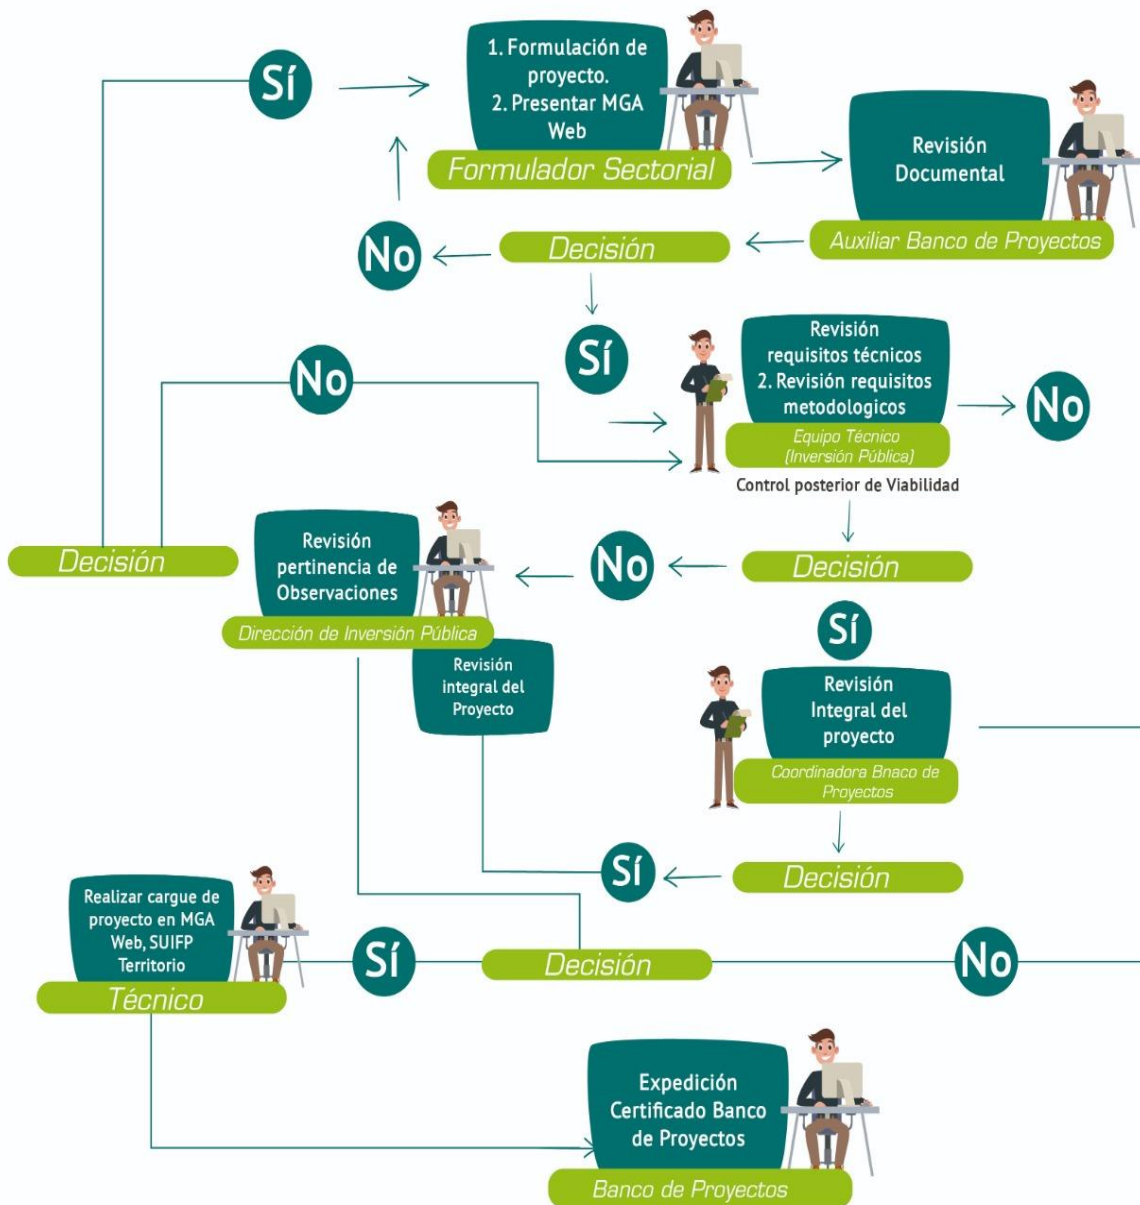 Sí
1. Formulación de
proyecto.
2. Presentar MGA
Web
Formulador Sectorial
Revisión
Documental
Auxiliar Banco de Proyectos
Decisión
No
Sí
Revisión
requisitos técnicos
2. Revisión requisitos
metodologicos
Equipo Técnico
(Inversión Pública)
Control posterior de Viabilidad
No
No
Decisión
Revisión
pertinencia de
Observaciones
Dirección de Inversión Pública
No
Decisión
Sí
Revisión
integral del
Proyecto
Revisión
Integral del
proyecto
Coordinadora Bnaco de
Proyectos
Sí
Decisión
Realizar cargue de
proyecto en MGA
Web, SUIFP
Territorio
Técnico
Sí
Decisión
No
Expedición
Certificado Banco
de Proyectos
Banco de Proyectos